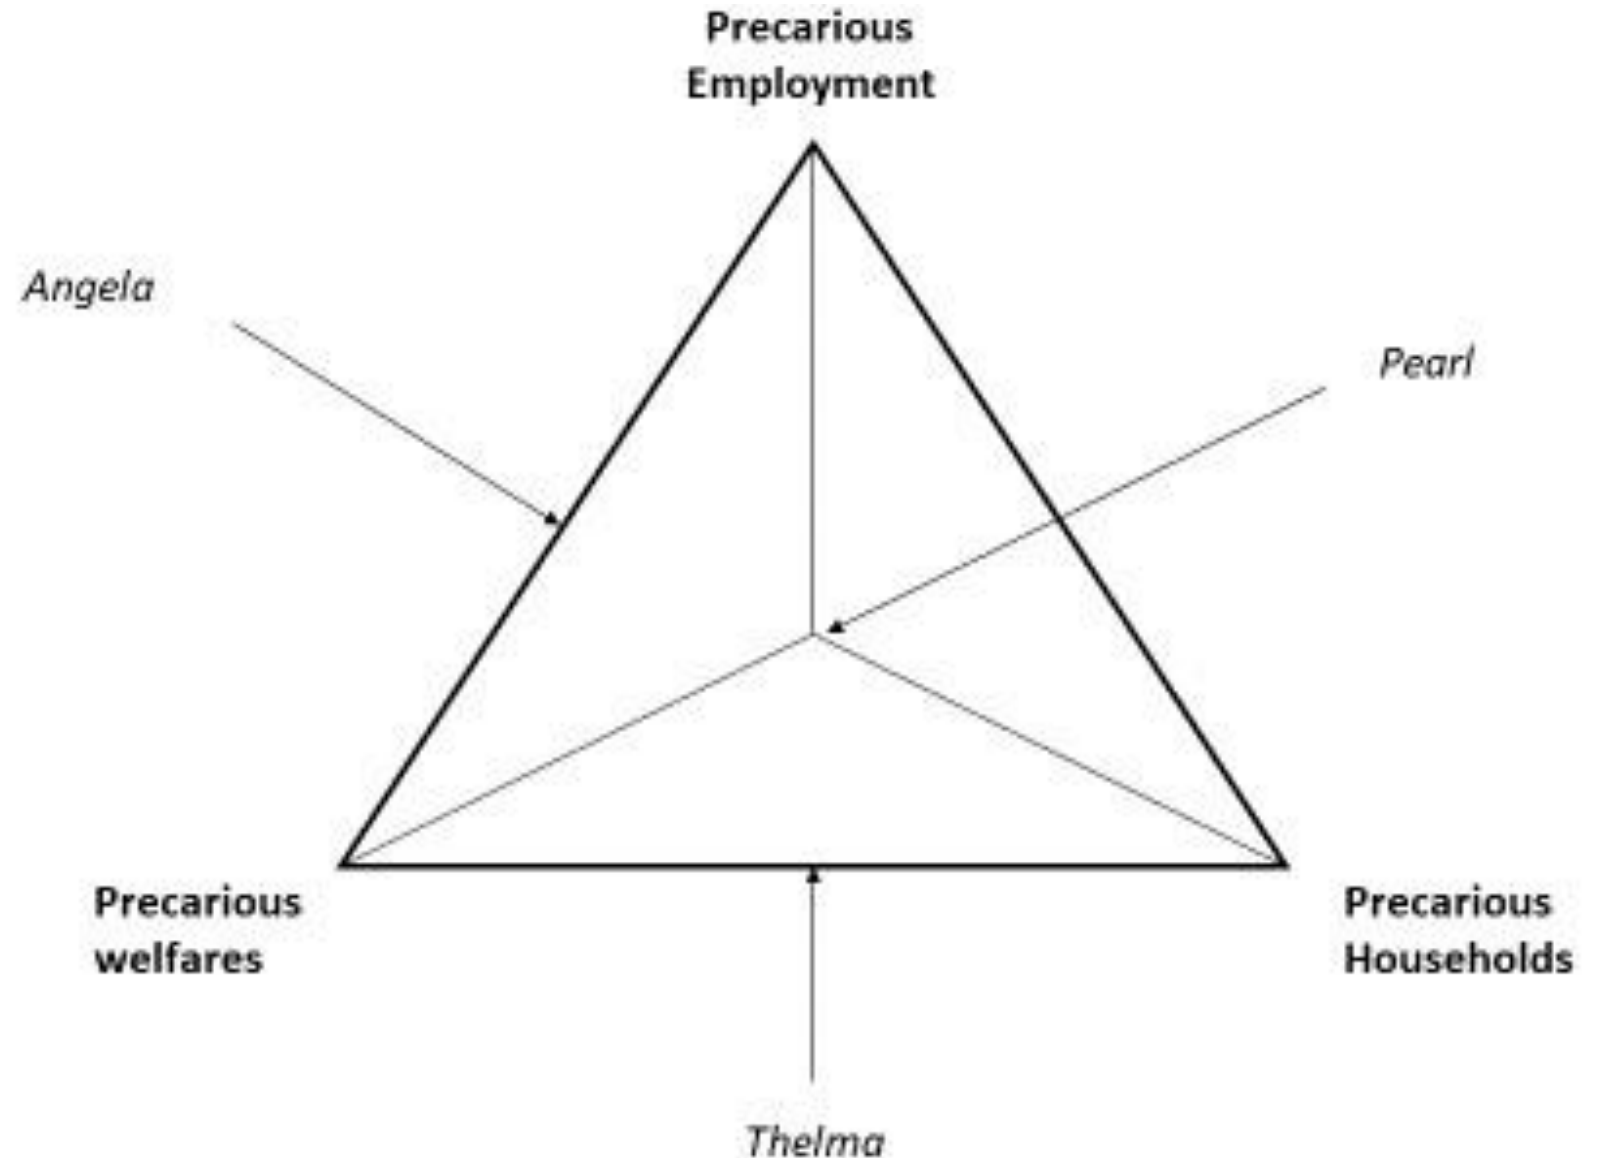 Precarious
Employment
Angela
Pearl
Precarious
welfares
Precarious
Households
Thelma